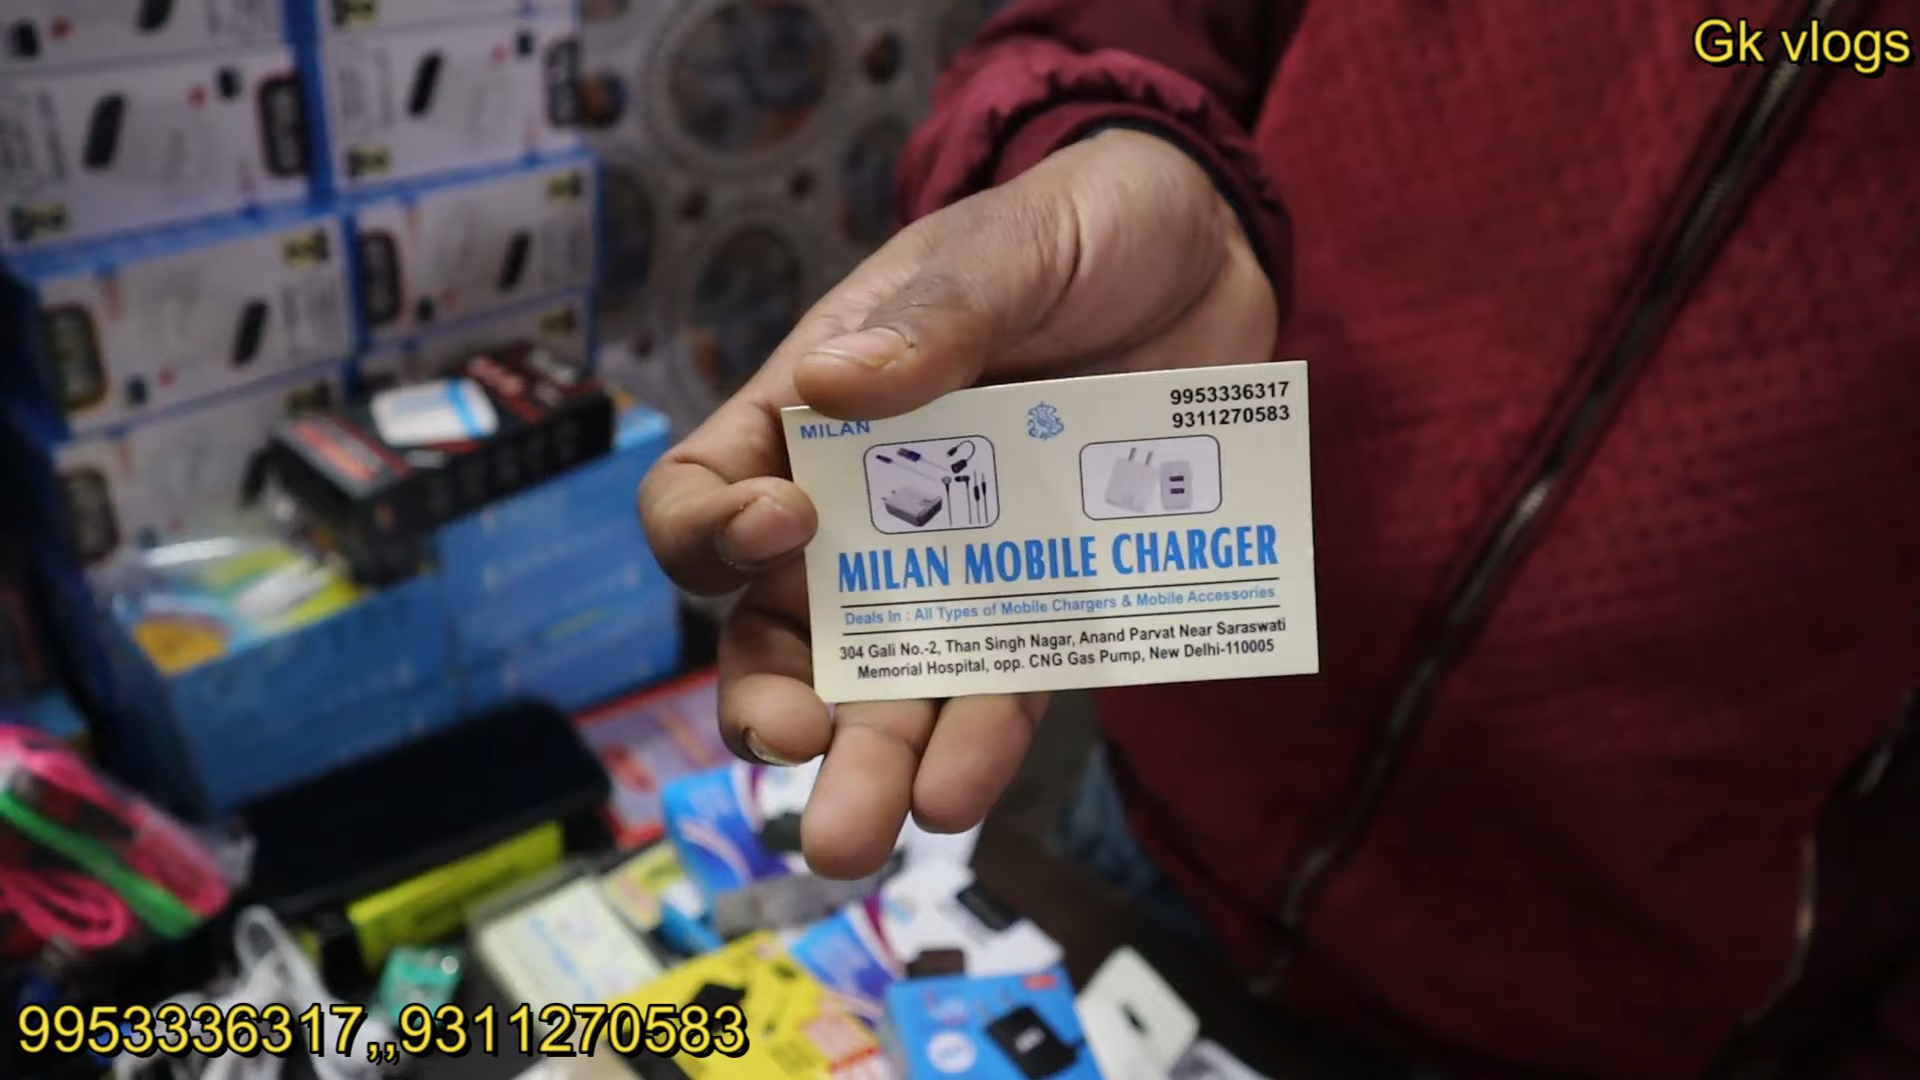 Gk vlogs
MILAN
9953336317
9311270583
MILAN MOBILE CHARGER
Deals In : All Types of Mobile Chargers & Mobile Accessories
304 Gali No.-2, Than Singh Nagar, Anand Parvat Near Saraswati
Memorial Hospital, opp. CNG Gas Pump, New Delhi-110005
9953336317,,9311270583